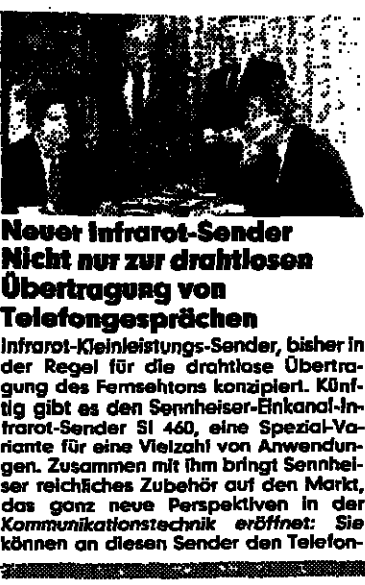 Neuer Infrarot-Sender
Nicht nur zur drahtlosen
Übertragung von
Telefongesprächen
Infrarot-Kleinleistungs-Sender, bisher in
der Regel für die drahtlose Übertra-
gung des Fernsehtons konzipiert. Künf-
tig gibt es den Sennheiser-Einkanal-In-
frarot-Sender SI 460, eine Spezial-Va-
riante für eine Vielzahl von Anwendun-
gen. Zusammen mit ihm bringt Sennhei-
ser reichliches Zubehör auf den Markt,
das ganz neue Perspektiven in der
Kommunikationstechnik eröffnet: Sie
können an diesen Sender den Telefon-